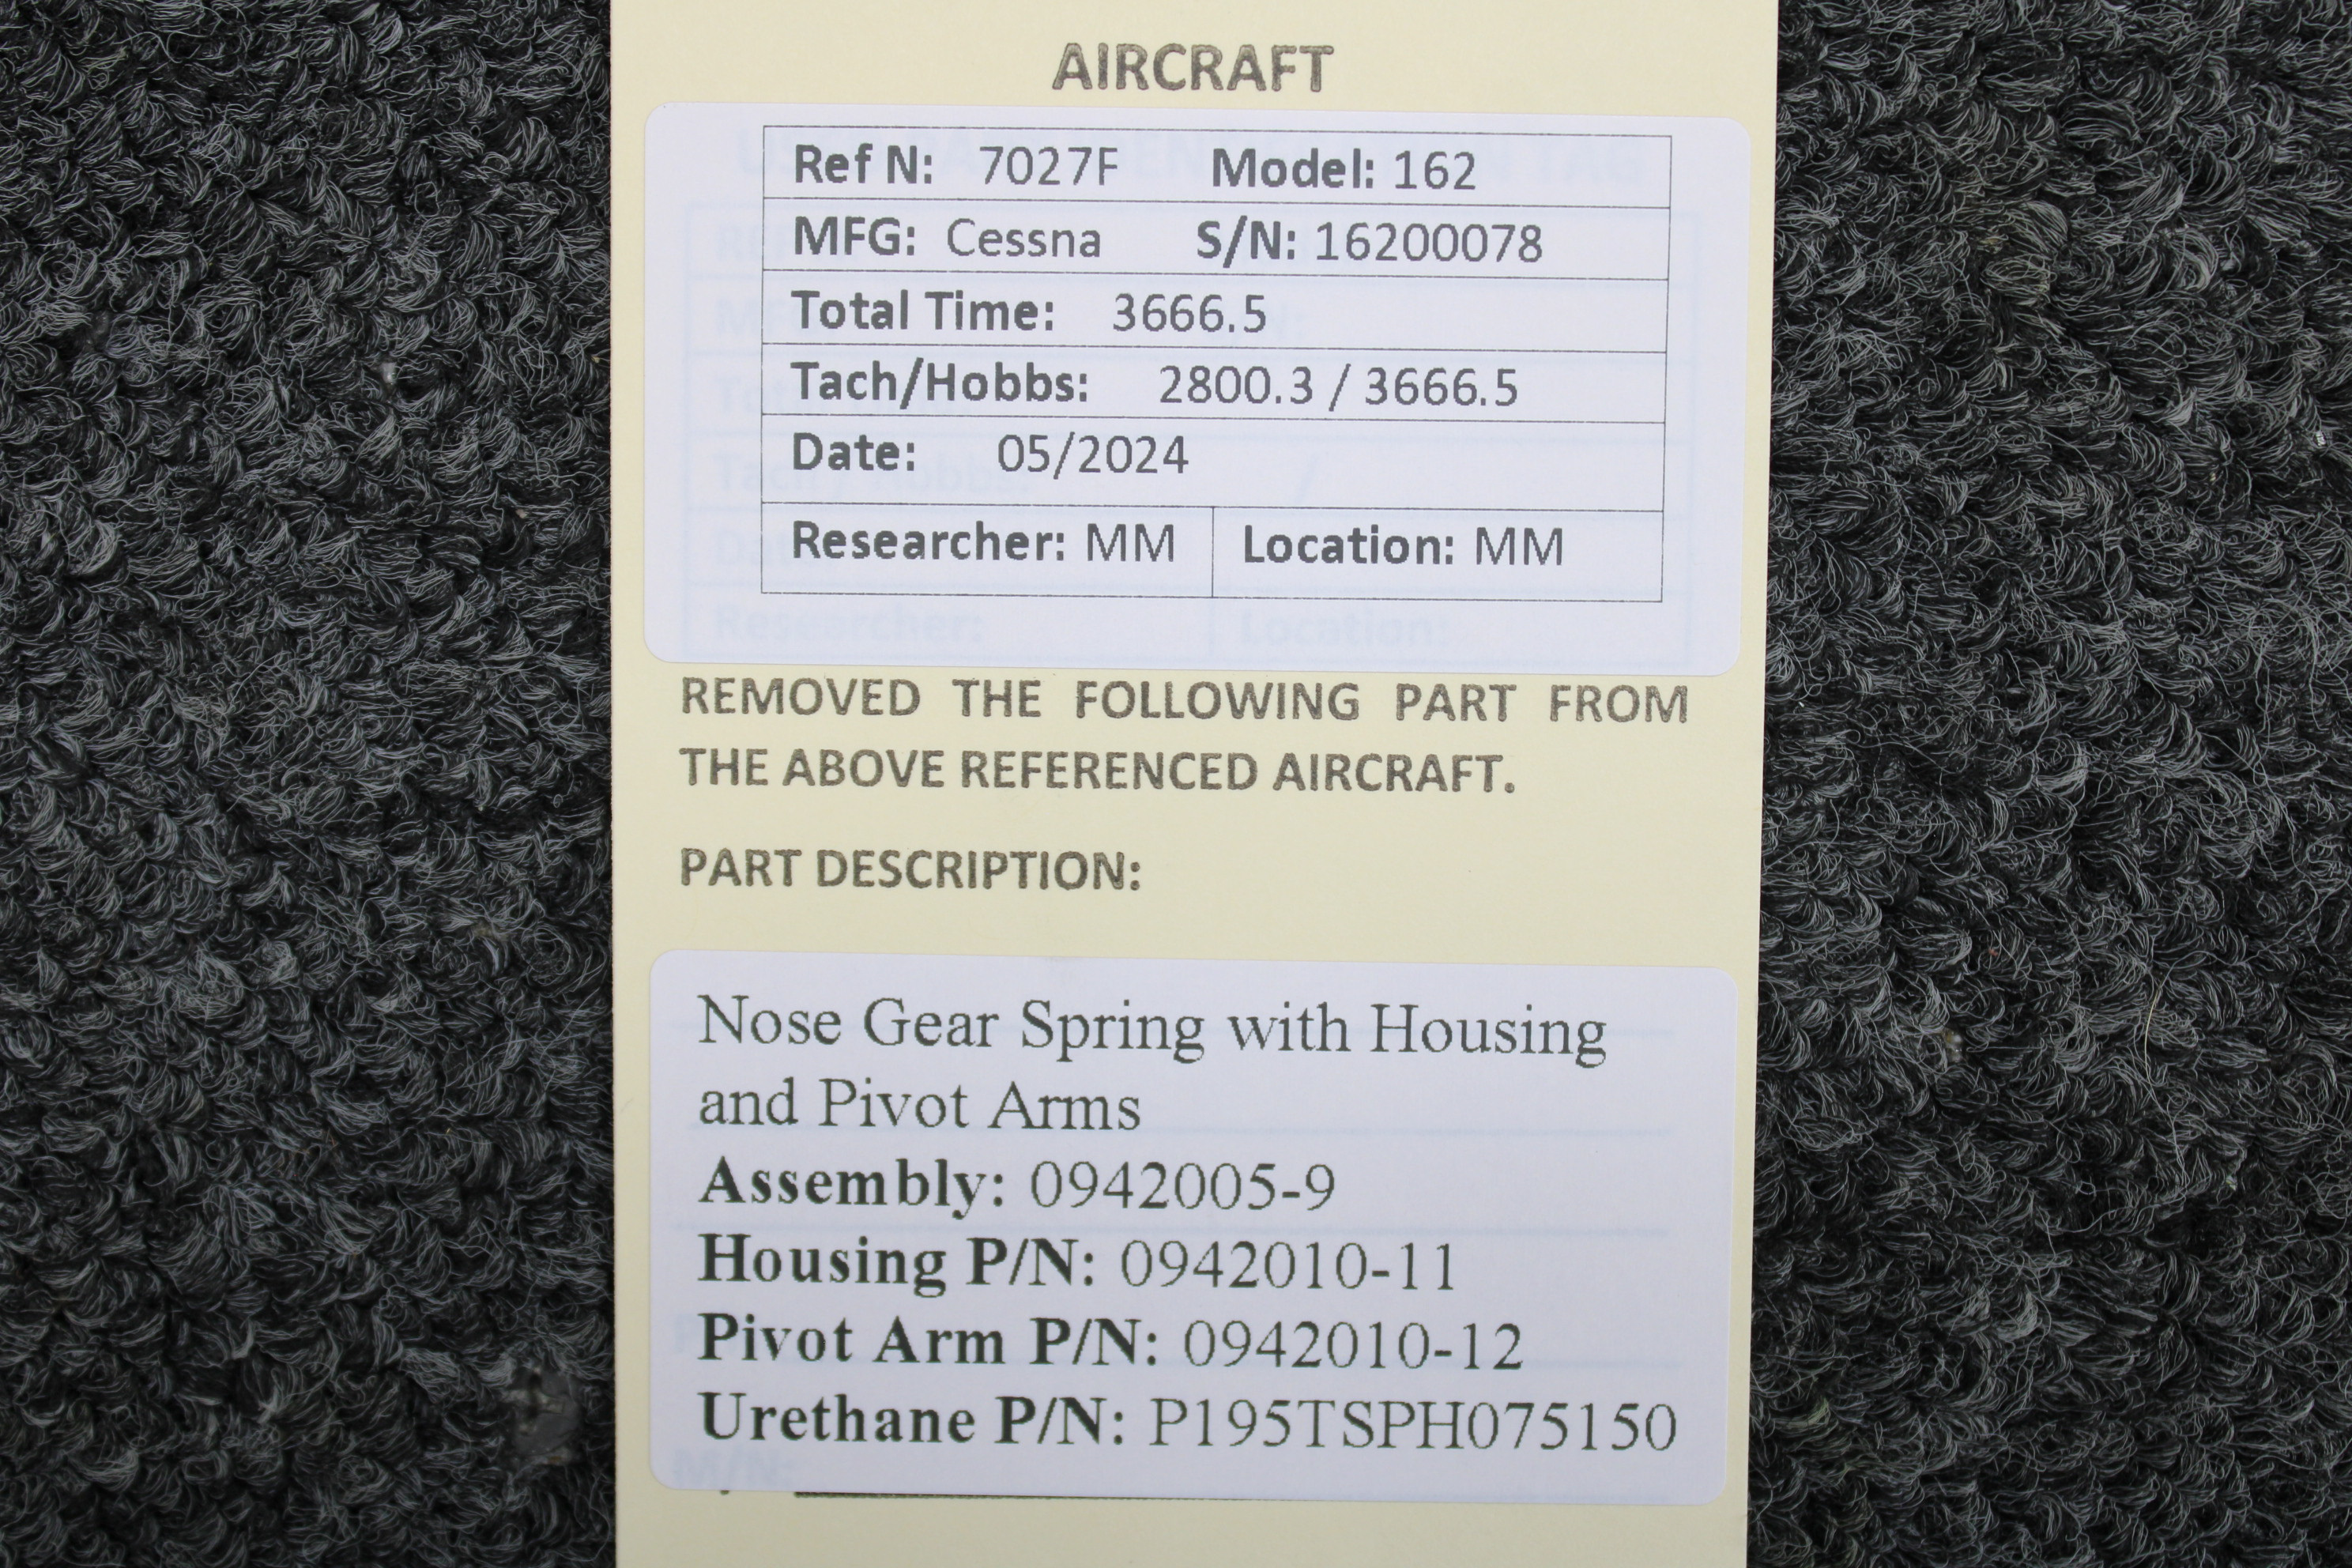 AIRCRAFT
Ref N: 7027F Model: 162
MFG: Cessna S/N: 16200078
Total Time: 3666.5
Tach/Hobbs: 2800.3 / 3666.5
Date: 05/2024
Researcher: MM Location: MM
REMOVED THE FOLLOWING PART FROM
THE ABOVE REFERENCED AIRCRAFT.
PART DESCRIPTION:
Nose Gear Spring with Housing
and Pivot Arms
Assembly: 0942005-9
Housing P/N: 0942010-11
Pivot Arm P/N: 0942010-12
Urethane P/N: P195TSPH075150
M/N: